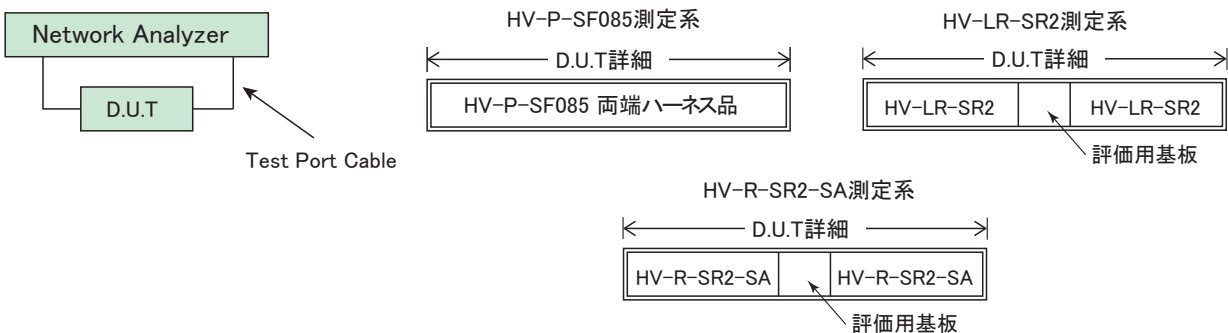 Network Analyzer
D.U.T
Test Port Cable
HV-P-SF085測定系
D.U.T詳細
HV-P-SF085 両端ハーネス品
HV-LR-SR2測定系
D.U.T詳細
HV-LR-SR2
HV-LR-SR2
評価用基板
HV-R-SR2-SA測定系
D.U.T詳細
HV-R-SR2-SA
HV-R-SR2-SA
評価用基板